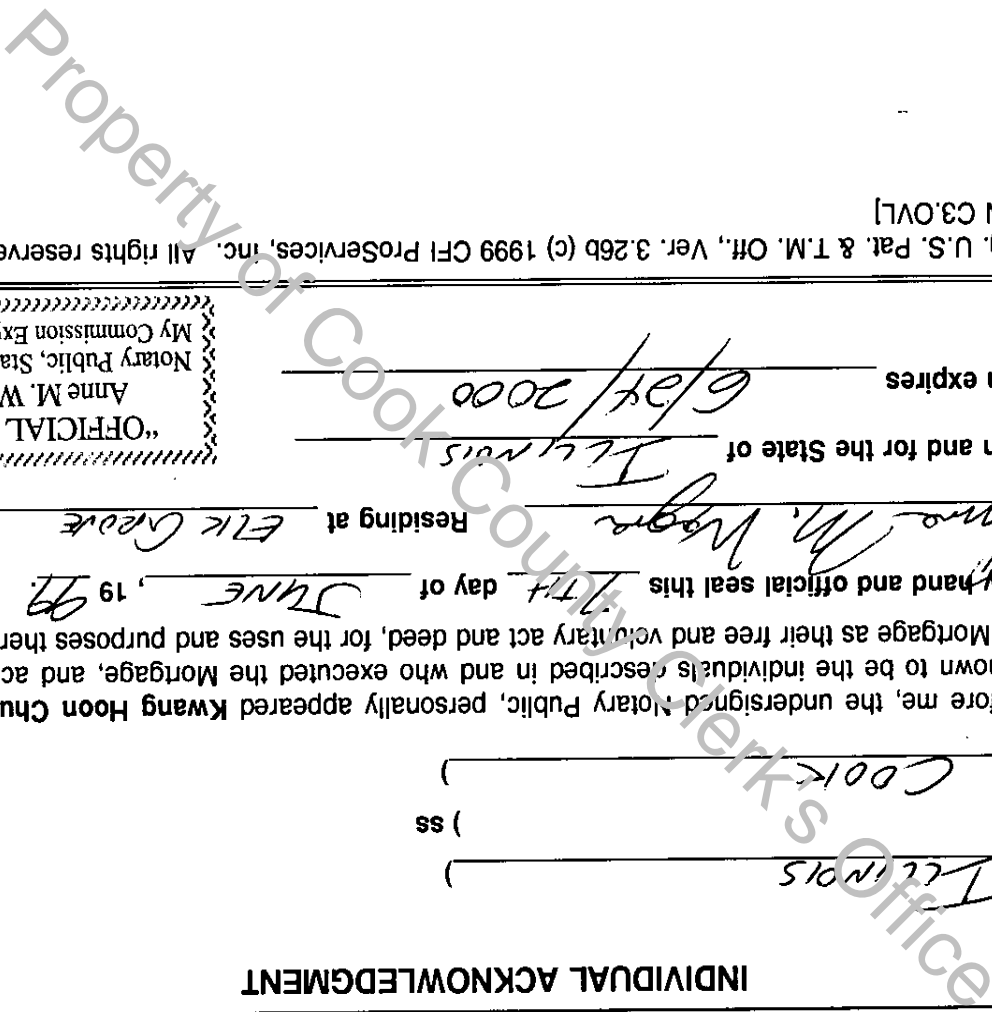 INDIVIDUAL ACKNOWLEDGMENT
ILLINOIS )
) ss
COOK )
fore me, the undersigned Notary Public, personally appeared Kwang Hoon Chu
own to be the individuals described in and who executed the Mortgage, and ac
Mortgage as their free and voluntary act and deed, for the uses and purposes ther
y hand and official seal this 7TH day of JUNE , 19 99.
M. Residing at ELK GROVE
n and for the State of ILLINOIS
n expires 6/24/2000
"OFFICIAL
Anne M. W
Notary Public, Sta
My Commission Exp
. U.S. Pat. & T.M. Off., Ver. 3.26b (c) 1999 CFI ProServices, Inc. All rights reserve
N C3.OVL]
Property of Cook County Clerk's Office